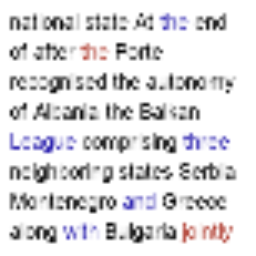 national state At the end
of after the Porte
recognised the autonomy
of Albania the Balkan
League comprising three
neighboring states Serbia
Montenegro and Greece
along with Bulgaria jointly